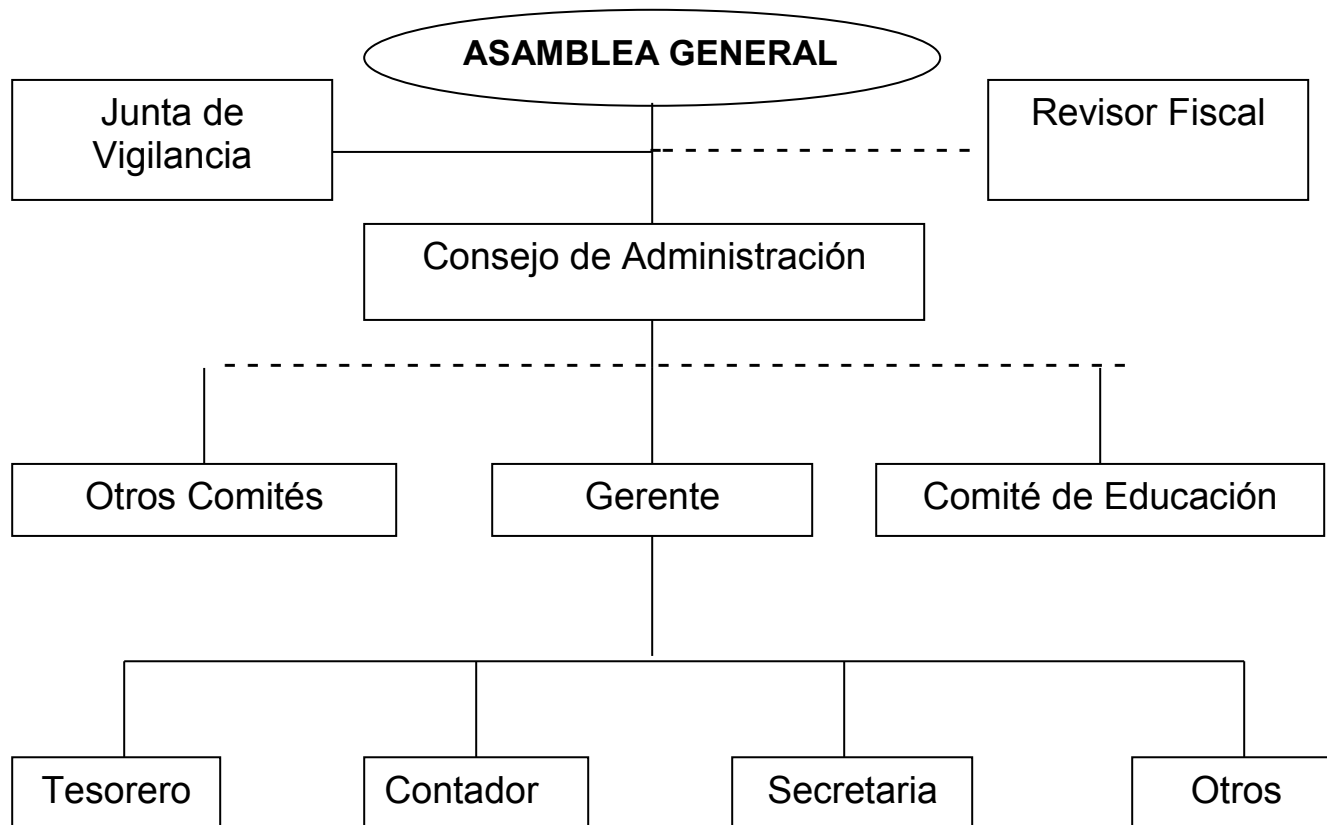 ASAMBLEA GENERAL
Junta de
Vigilancia
Revisor Fiscal
Consejo de Administración
Otros Comités
Gerente
Comité de Educación
Tesorero
Contador
Secretaria
Otros